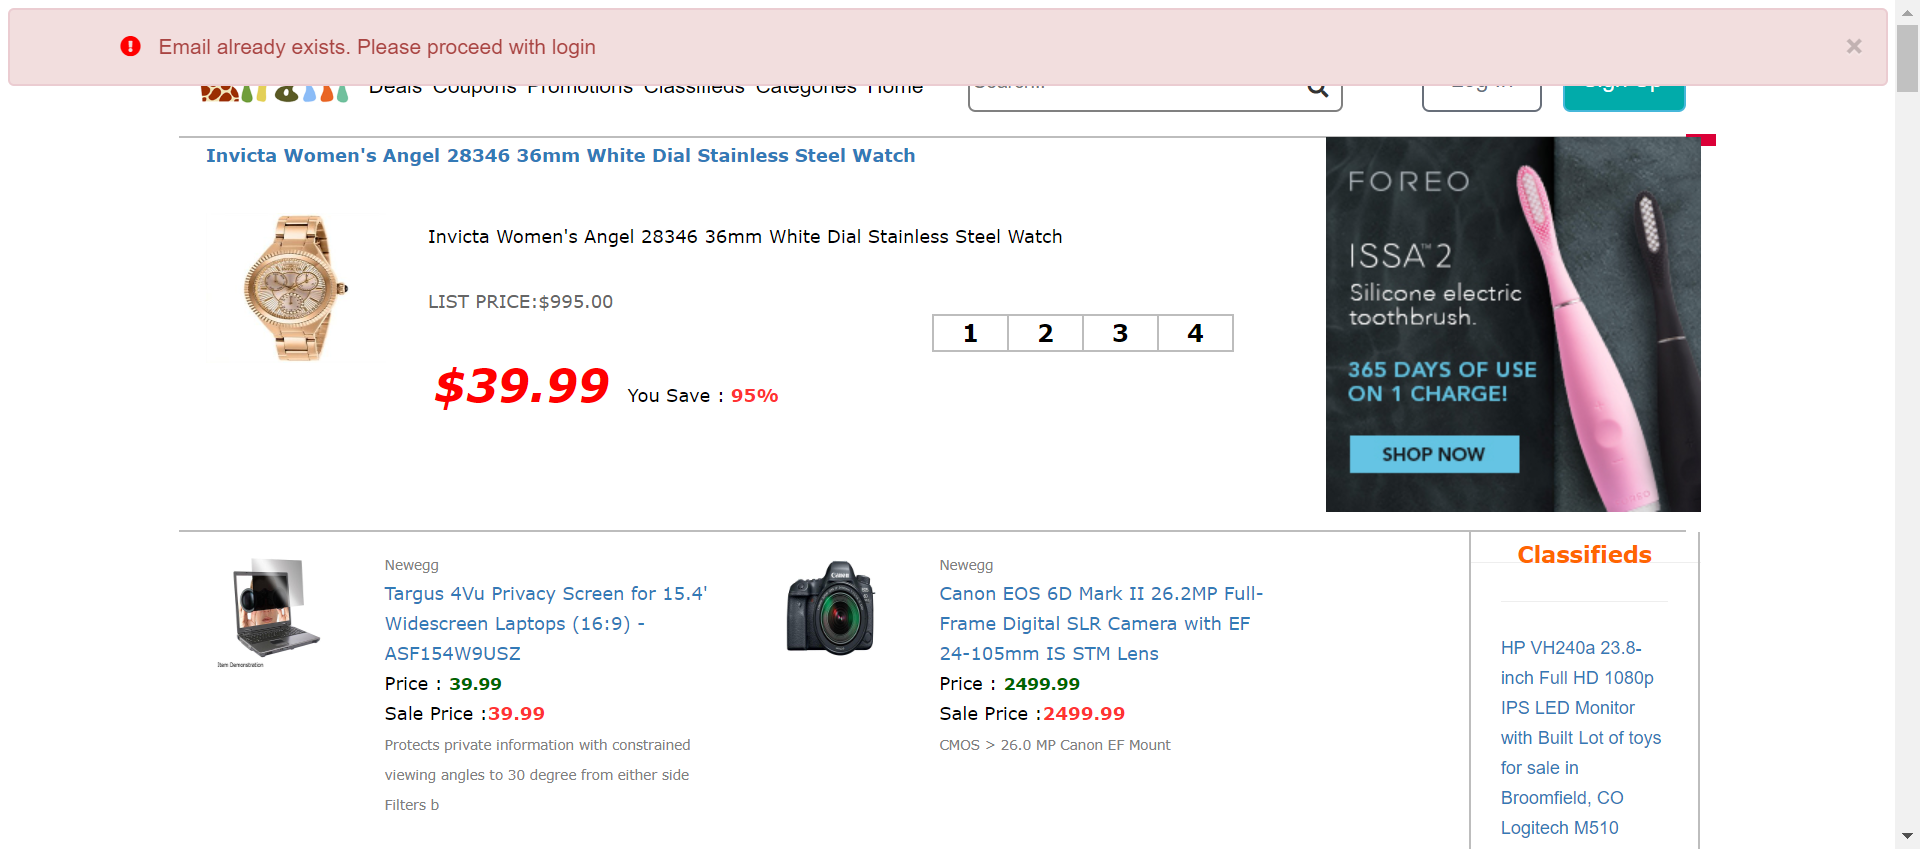 Email already exists. Please proceed with login
×
Deals Coupons Promotions Classifieds Categories Home
Search..
Log In
Sign Up
Invicta Women's Angel 28346 36mm White Dial Stainless Steel Watch
Invicta Women's Angel 28346 36mm White Dial Stainless Steel Watch
LIST PRICE:$995.00
$39.99 You Save : 95%
1 2 3 4
FOREO
ISSA™ 2
Silicone electric
toothbrush.
365 DAYS OF USE
ON 1 CHARGE!
SHOP NOW
Item Demonstration
Newegg
Targus 4Vu Privacy Screen for 15.4'
Widescreen Laptops (16:9) -
ASF154W9USZ
Price : 39.99
Sale Price :39.99
Protects private information with constrained
viewing angles to 30 degree from either side
Filters b
Canon
Newegg
Canon EOS 6D Mark II 26.2MP Full-
Frame Digital SLR Camera with EF
24-105mm IS STM Lens
Price : 2499.99
Sale Price :2499.99
CMOS > 26.0 MP Canon EF Mount
Classifieds
HP VH240a 23.8-
inch Full HD 1080p
IPS LED Monitor
with Built Lot of toys
for sale in
Broomfield, CO
Logitech M510